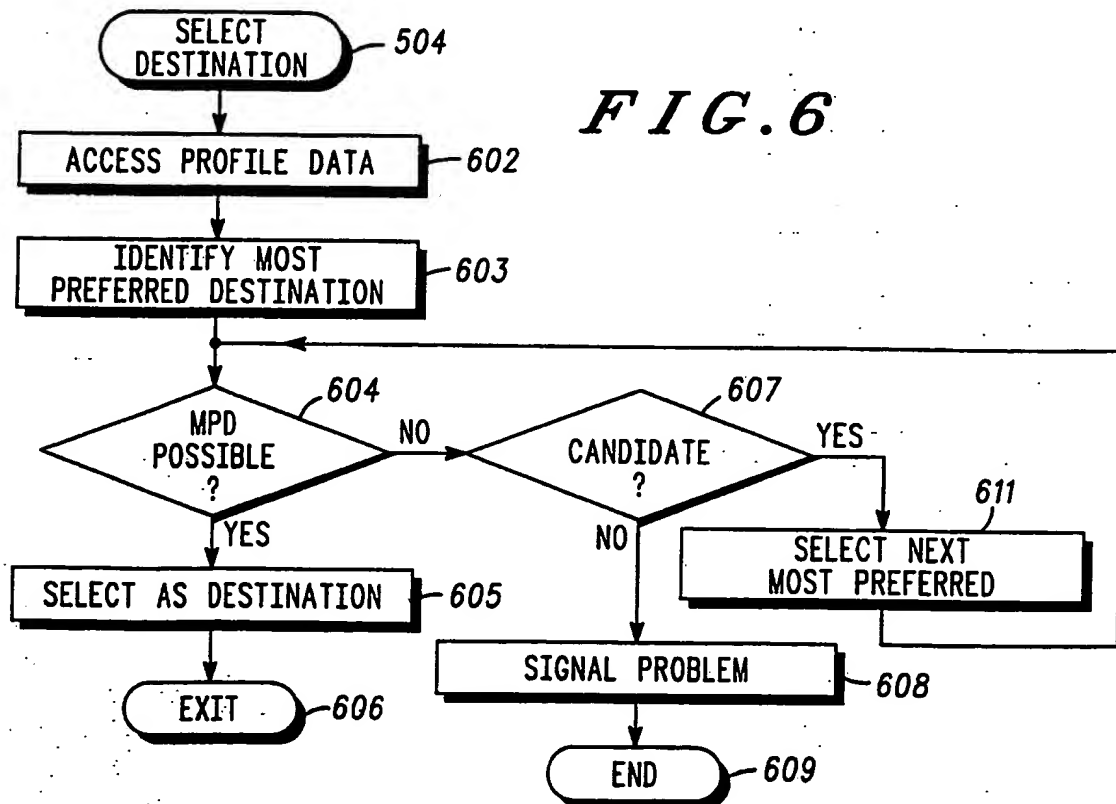 SELECT
DESTINATION
504
FIG.6
ACCESS PROFILE DATA
602
IDENTIFY MOST
PREFERRED DESTINATION
603
604
MPD
POSSIBLE
?
NO
YES
607
CANDIDATE
?
YES
NO
611
SELECT NEXT
MOST PREFERRED
SELECT AS DESTINATION
605
SIGNAL PROBLEM
608
EXIT
606
END
609